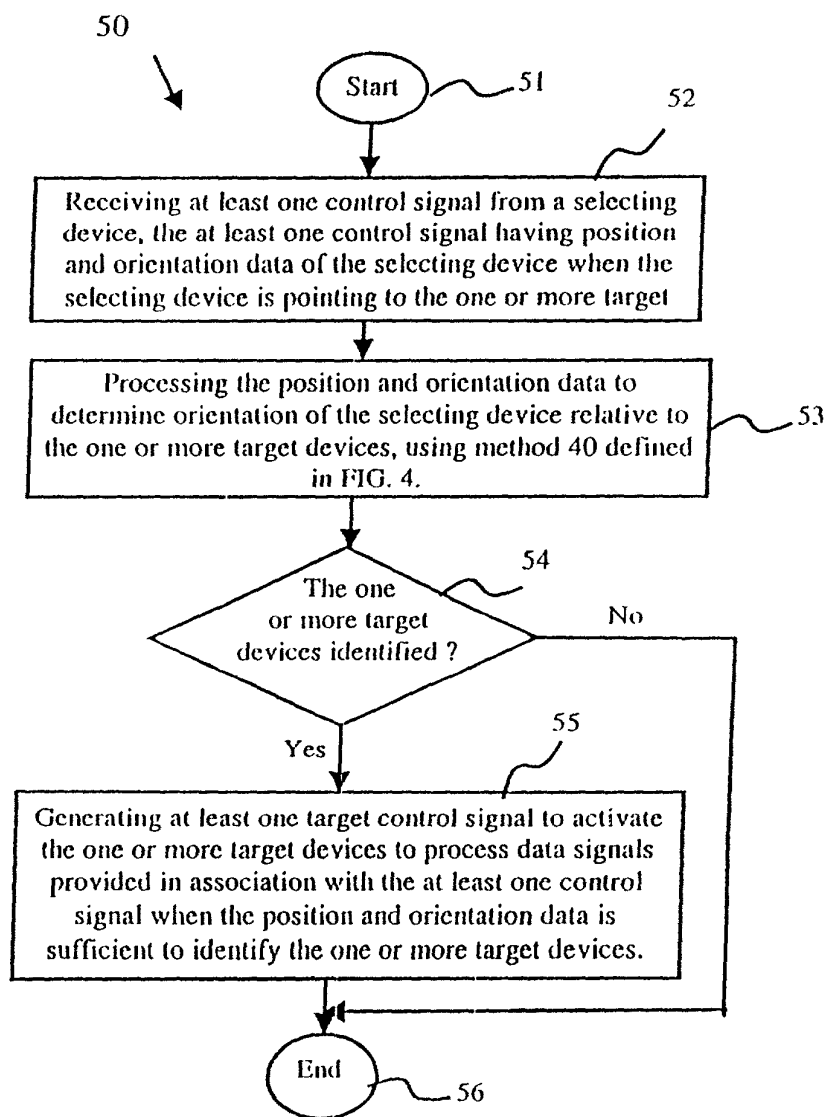 50
Start
51
52
Receiving at least one control signal from a selecting
device, the at least one control signal having position
and orientation data of the selecting device when the
selecting device is pointing to the one or more target
Processing the position and orientation data to
determine orientation of the selecting device relative to
the one or more target devices, using method 40 defined
in FIG. 4.
53
54
The one
or more target
devices identified ?
No
Yes
55
Generating at least one target control signal to activate
the one or more target devices to process data signals
provided in association with the at least one control
signal when the position and orientation data is
sufficient to identify the one or more target devices.
End
56